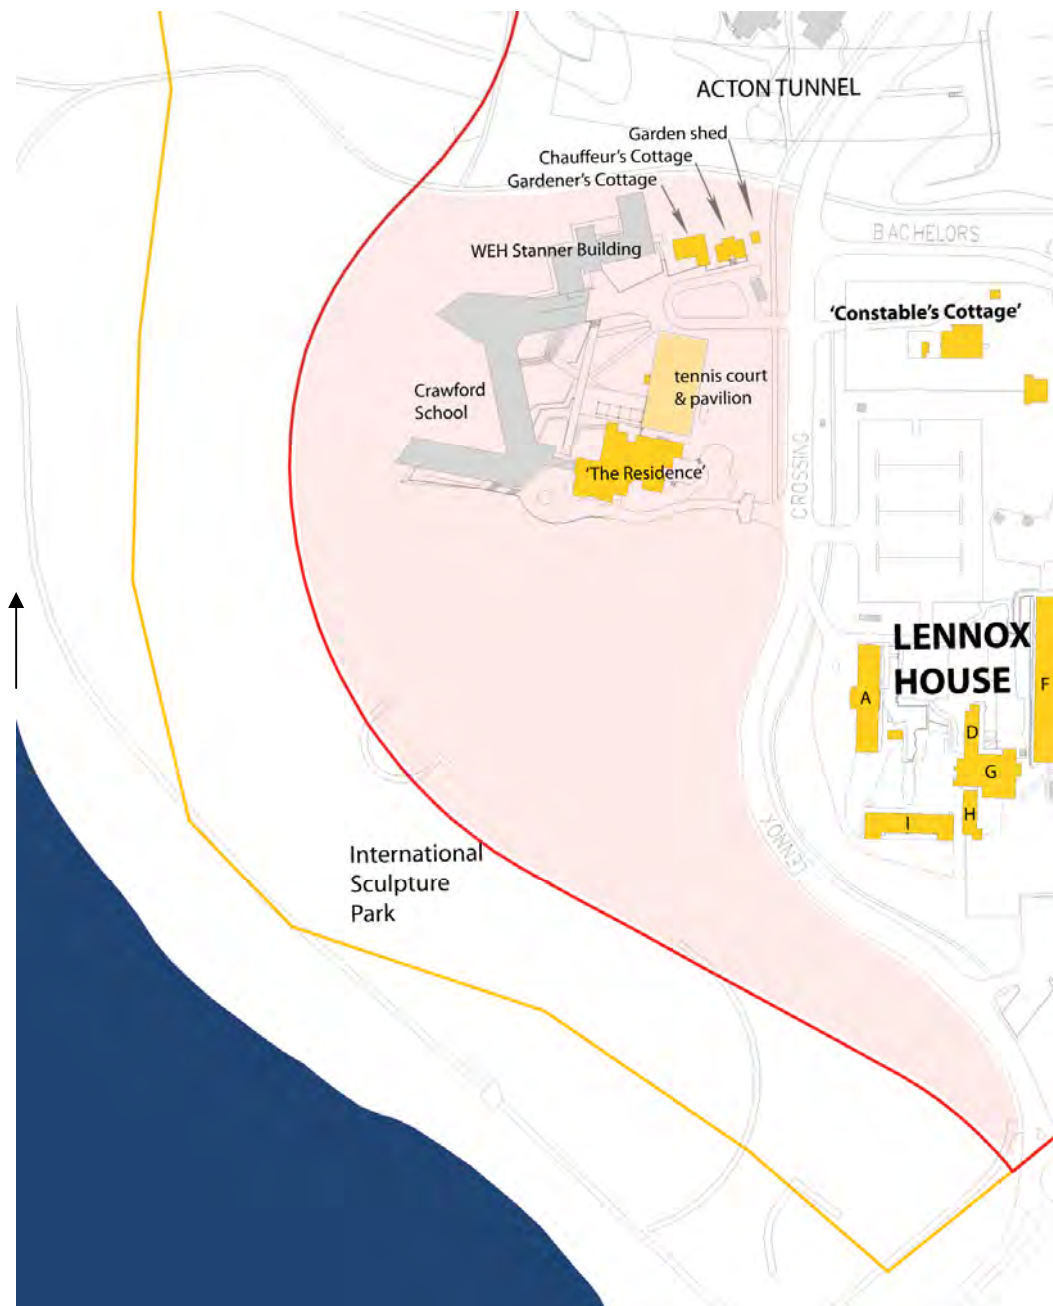 ACTON TUNNEL
Garden shed
Chauffeur's Cottage
Gardener's Cottage
WEH Stanner Building
BACHELORS
'Constable's Cottage'
tennis court
& pavilion
Crawford
School
'The Residence'
CROSSING
LENNOX
HOUSE
A
F
D
G
H
I
LENNOX
International
Sculpture
Park